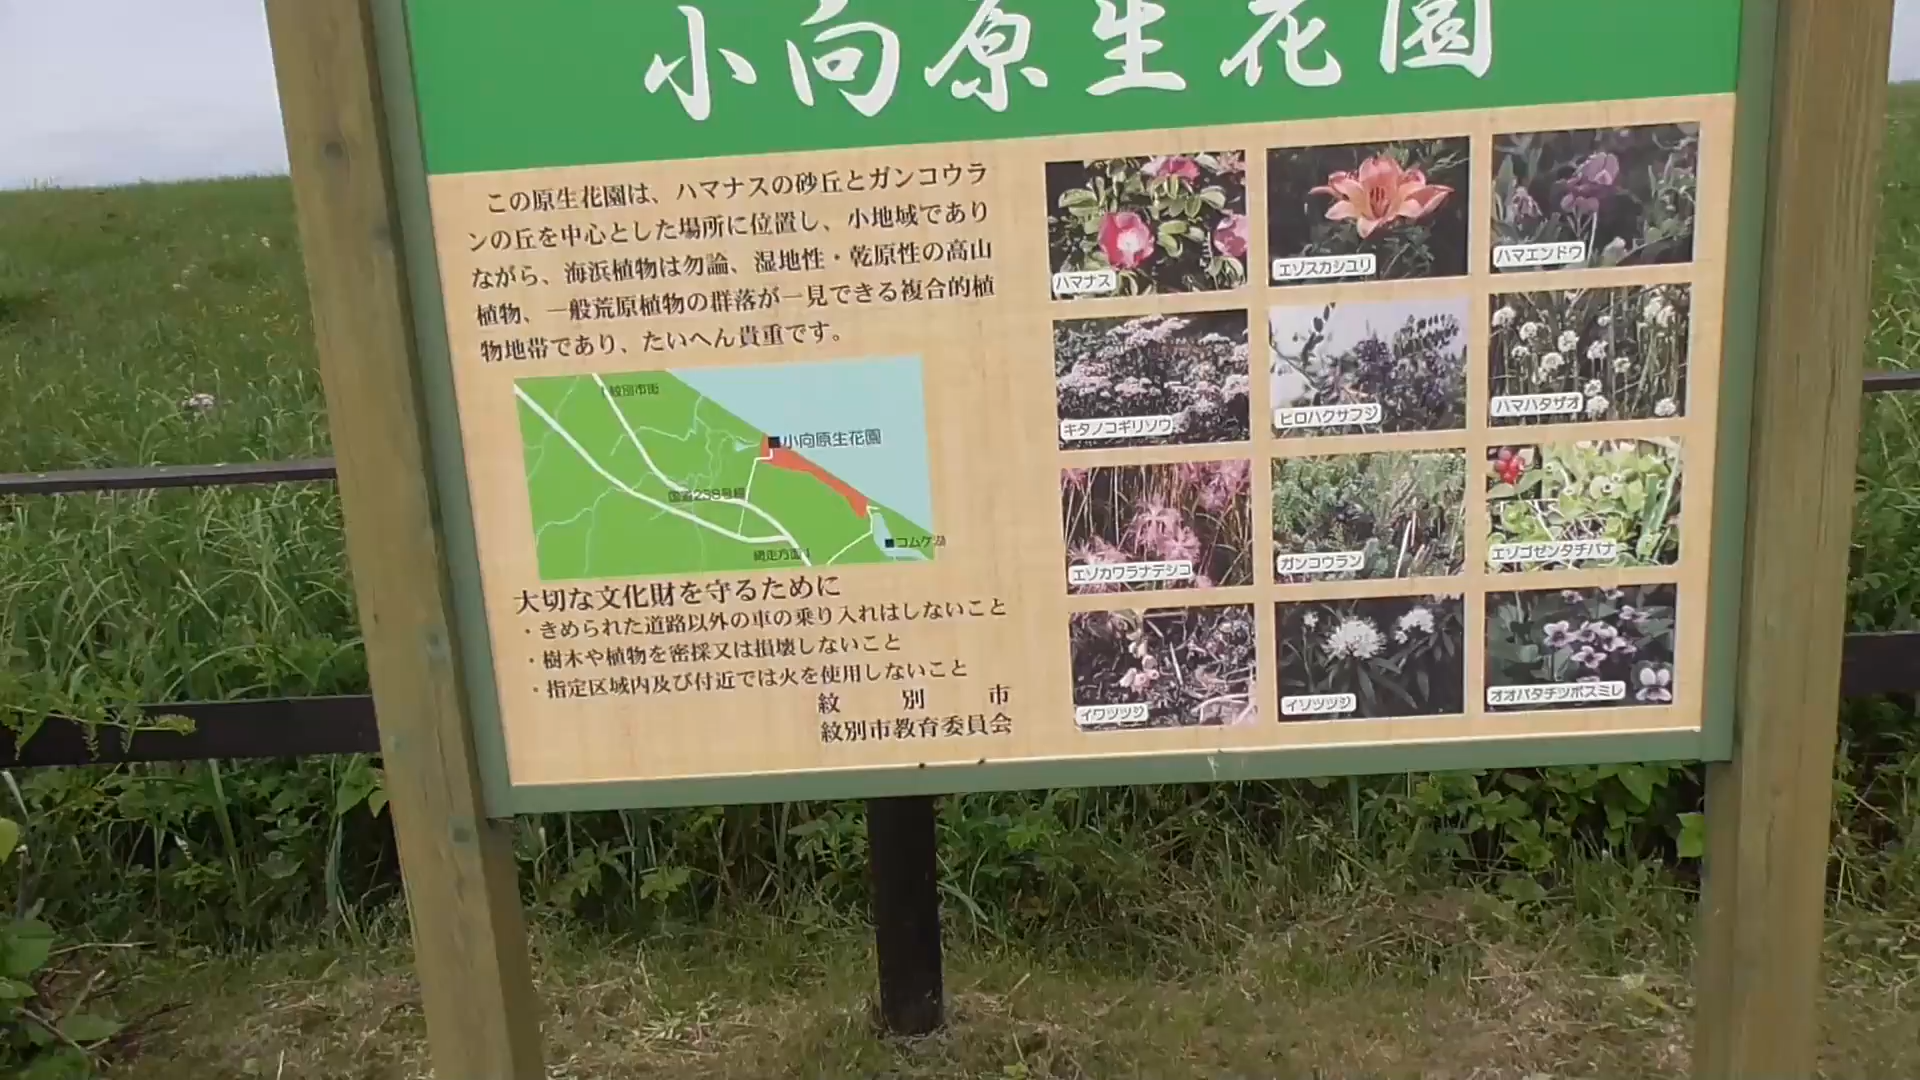 小向原生花園
この原生花園は、ハマナスの砂丘とガンコウラ
ンの丘を中心とした場所に位置し、小地域であり
ながら、海浜植物は勿論、湿地性・乾原性の高山
植物、一般荒原植物の群落が一見できる複合的植
物地帯であり、たいへん貴重です。
紋別市街
小向原生花園
国道238号線
網走方面
コムケ湖
大切な文化財を守るために
・きめられた道路以外の車の乗り入れはしないこと
・樹木や植物を密採又は損壊しないこと
・指定区域内及び付近では火を使用しないこと
紋別市
紋別市教育委員会
ハマナス
エゾスカシユリ
ハマエンドウ
キタノコギリソウ
ヒロハクサフジ
ハマハタザオ
エゾカワラナデシコ
ガンコウラン
エゾゴゼンタチバナ
イワツツジ
イソツツジ
オオバタチツボスミレ